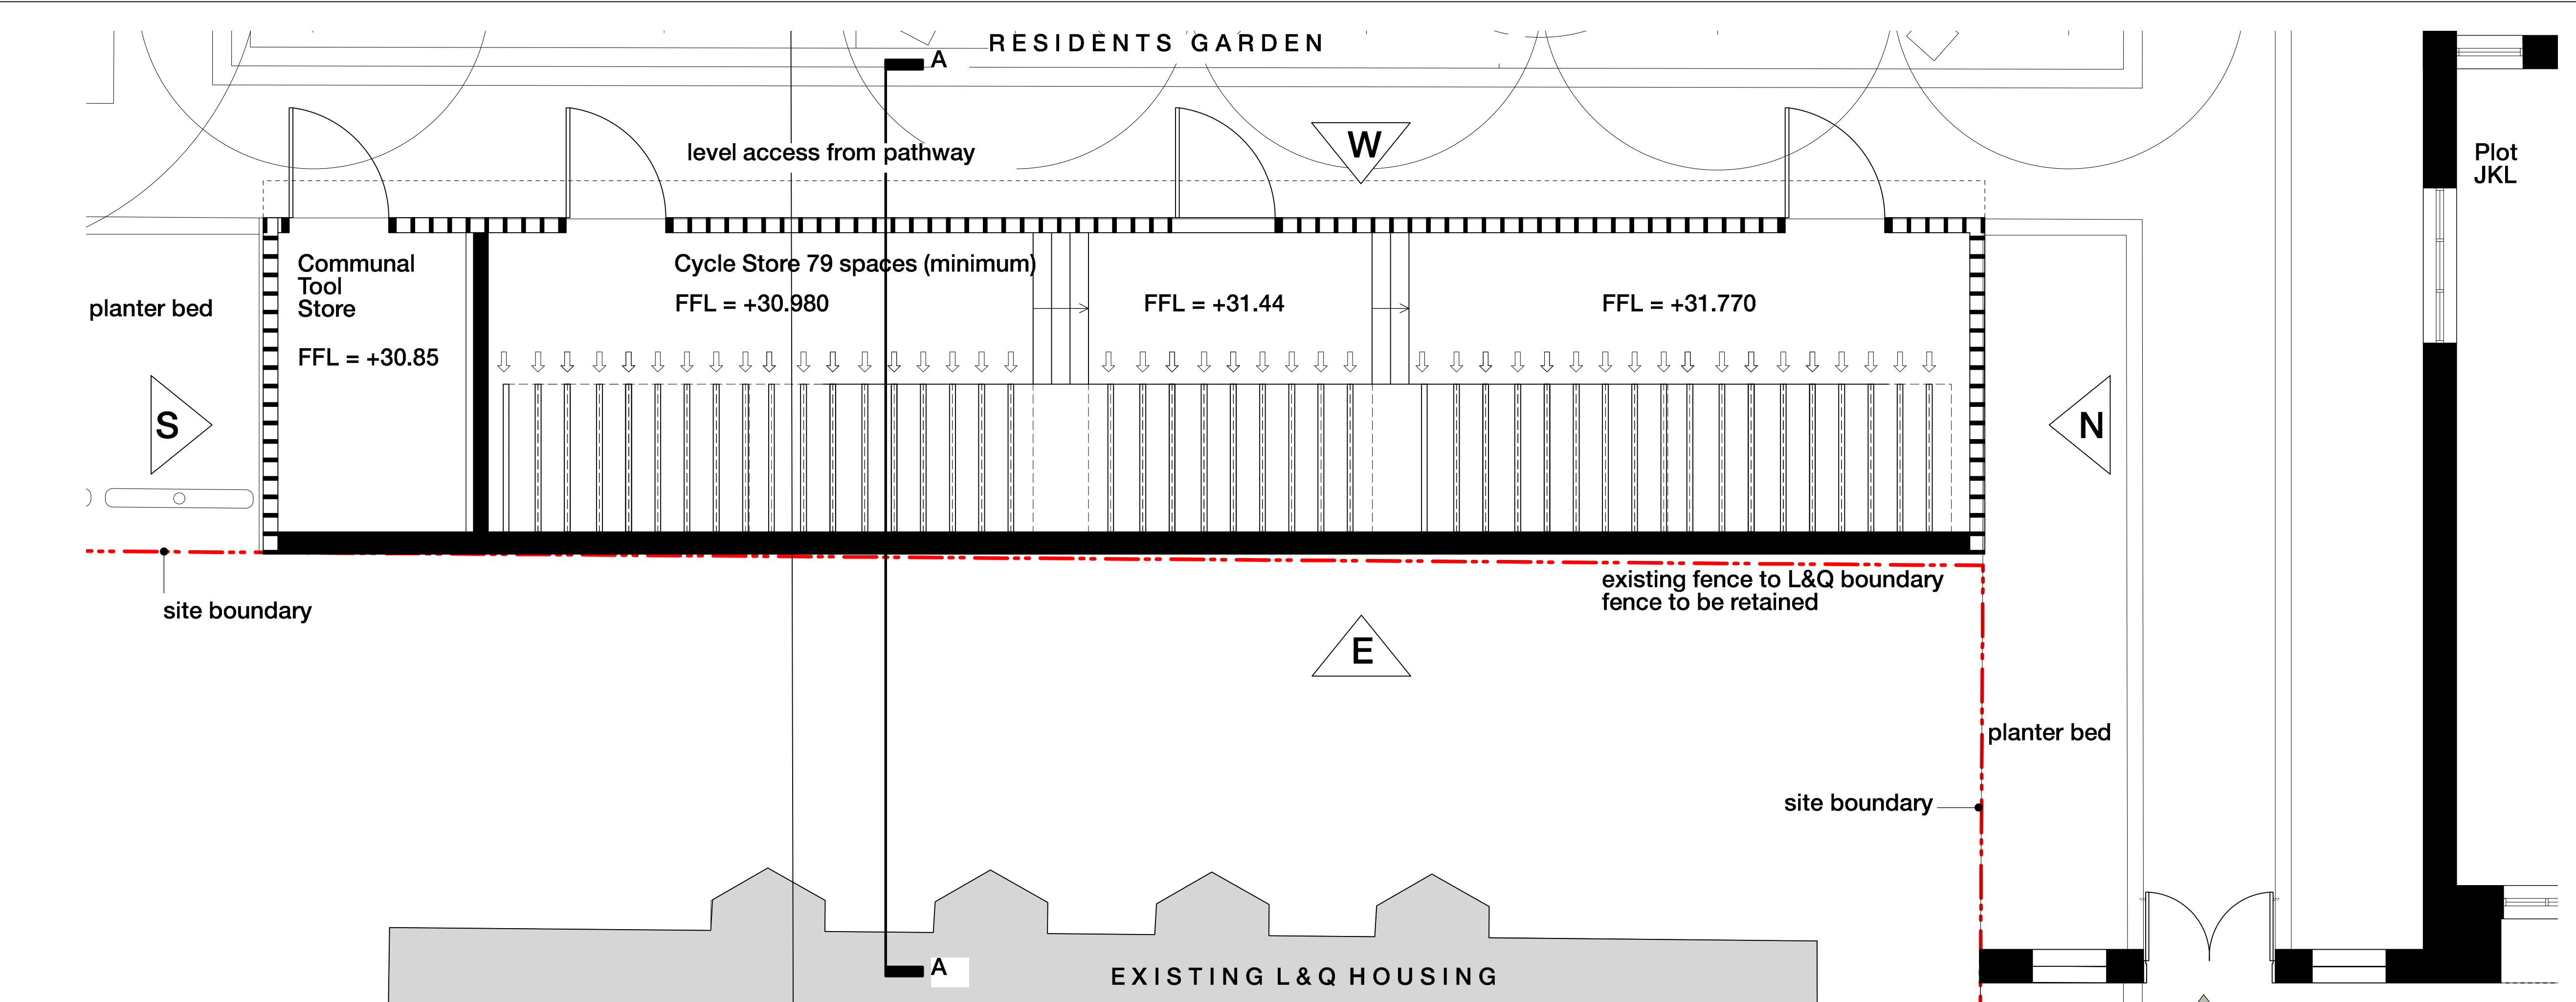 RESIDENTS GARDEN
A
level access from pathway
W
Plot
JKL
Communal
Tool
Store
FFL = +30.85
Cycle Store 79 spaces (minimum)
FFL = +30.980
FFL = +31.44
FFL = +31.770
planter bed
S
N
site boundary
existing fence to L&Q boundary
fence to be retained
E
planter bed
site boundary
A
EXISTING L&Q HOUSING